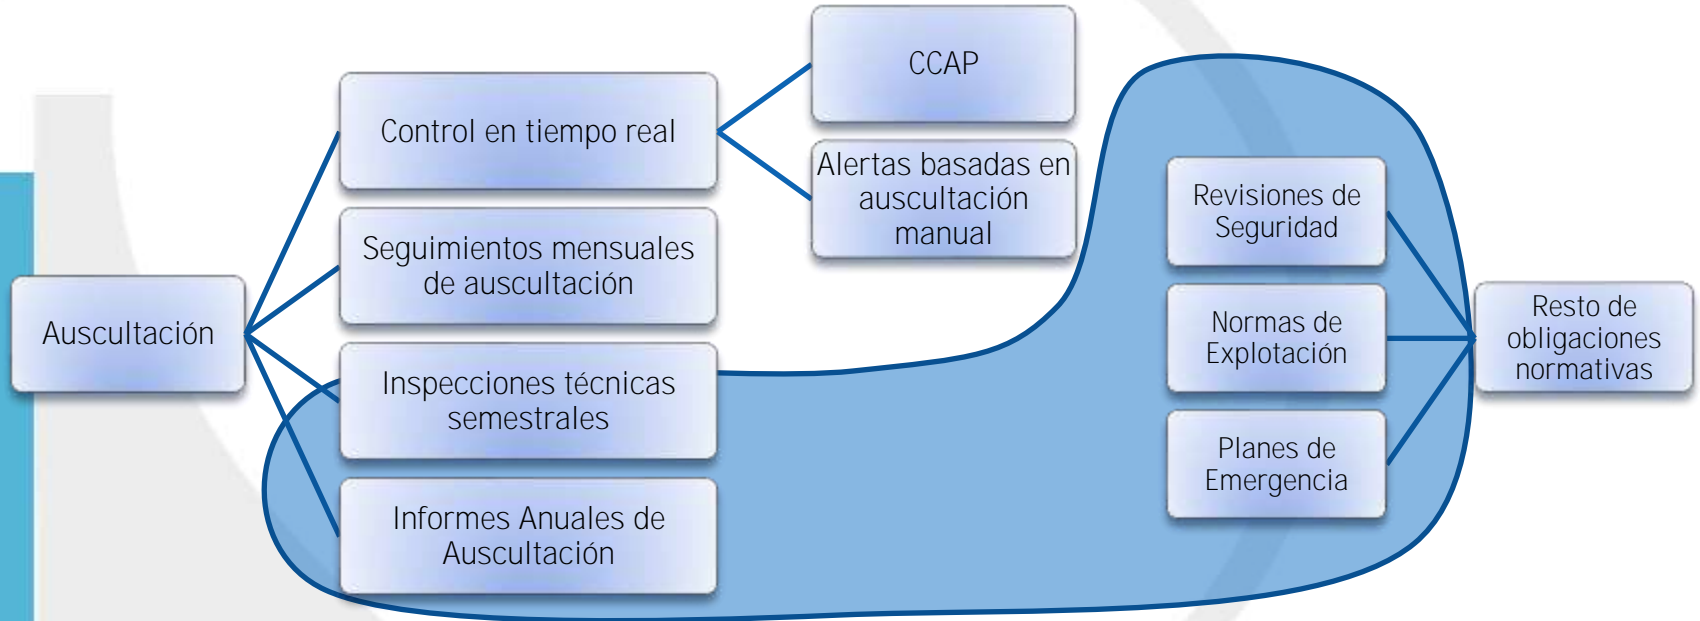 Auscultación
Control en tiempo real
Seguimientos mensuales
de auscultación
Inspecciones técnicas
semestrales
Informes Anuales de
Auscultación
CCAP
Alertas basadas en
auscultación
manual
Revisiones de
Seguridad
Normas de
Explotación
Planes de
Emergencia
Resto de
obligaciones
normativas